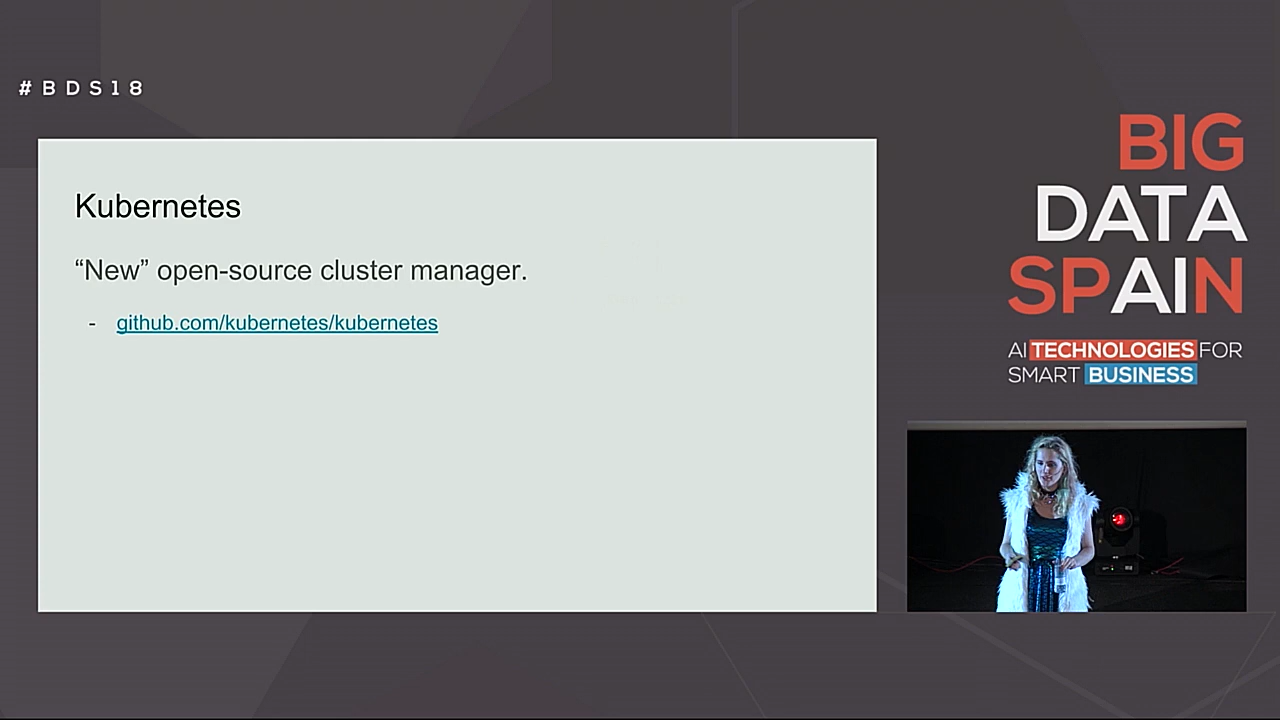 #BDS18
Kubernetes
“New” open-source cluster manager.
- github.com/kubernetes/kubernetes
BIG
DATA
SPAIN
AI TECHNOLOGIES FOR
SMART BUSINESS